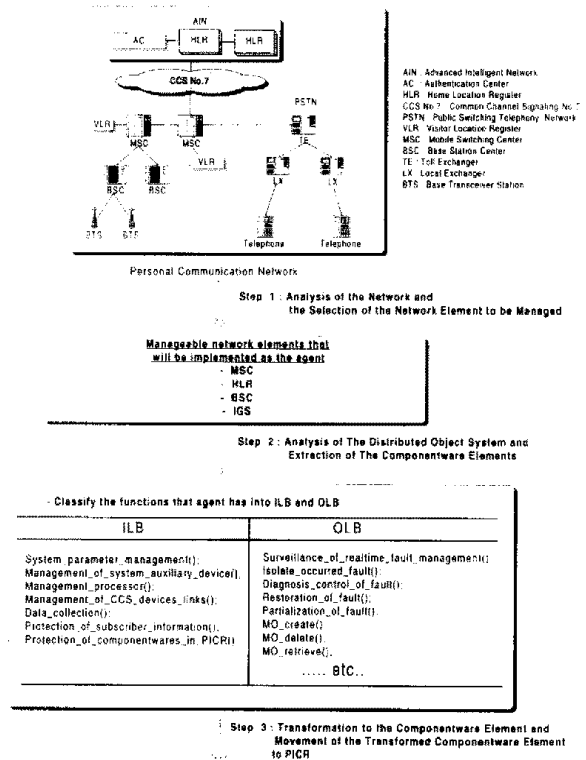 AIN
AC
HLR
HLR
CCS No.7
PSTN
VLR
MSC
MSC
TE
VLR
BSC
BSC
LX
LX
BTS
BTS
Telephone
Telephone
AIN : Advanced Intelligent Network
AC : Authentication Center
HLR : Home Location Register
CCS No.7 : Common Channel Signaling No.7
PSTN : Public Switching Telephony Network
VLR : Visitor Location Register
MSC : Mobile Switching Center
BSC : Base Station Center
TE : Toll Exchanger
LX : Local Exchanger
BTS : Base Transceiver Station
Personal Communication Network
Step 1 : Analysis of the Network and
the Selection of the Network Element to be Managed
Manageable network elements that
will be implemented as the agent
- MSC
- HLR
- BSC
- IGS
Step 2 : Analysis of The Distributed Object System and
Extraction of The Componentware Elements
- Classify the functions that agent has into ILB and OLB
ILB
System_parameter_management();
Management_of_system_auxiliary_device();
Management_processor();
Management_of_CCS_devices_links();
Data_collection();
Protection_of_subscriber_information();
Protection_of_componentwares_in_PICR()
OLB
Surveillance_of_realtime_fault_management()
Isolate_occurred_fault();
Diagnosis_control_of_fault();
Restoration_of_fault();
Partialization_of_fault();
MO_create()
MO_delete()
MO_retrieve(),
..... etc..
Step 3 : Transformation to the Componentware Element and
Movement of the Transformed Componentware Element
to PICR